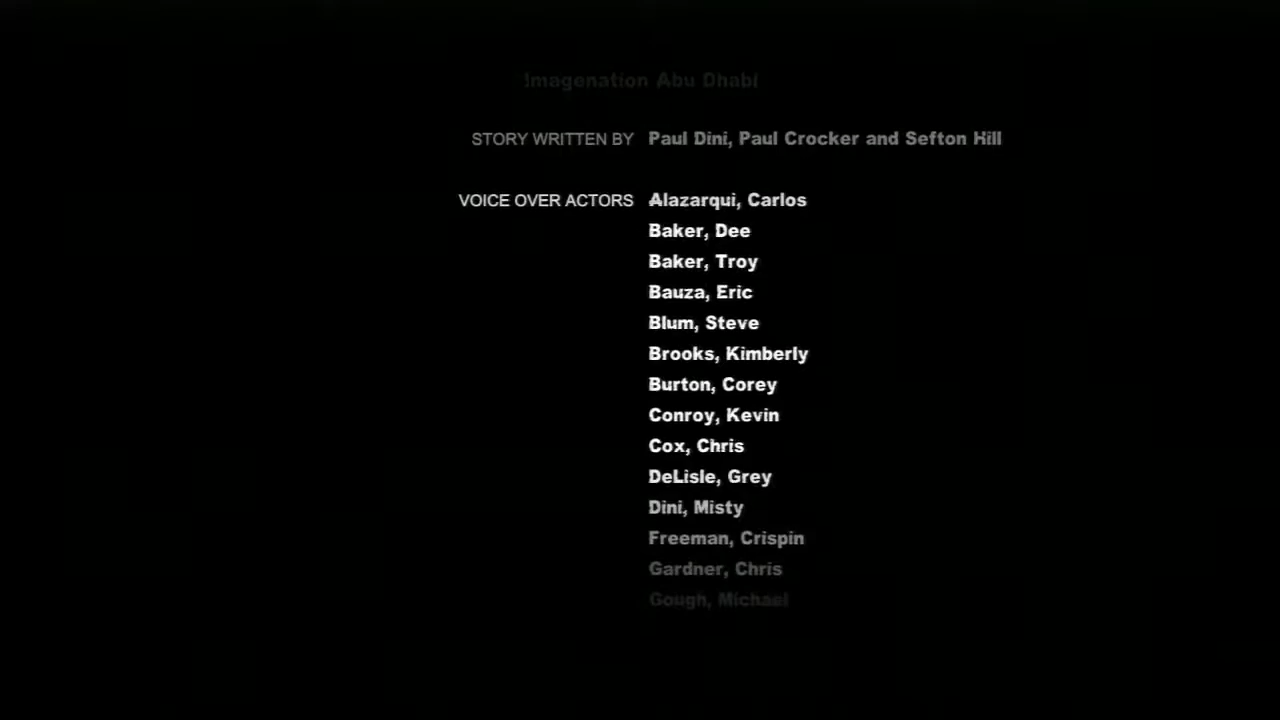 Imagenation Abu Dhabi
STORY WRITTEN BY Paul Dini, Paul Crocker and Sefton Hill
VOICE OVER ACTORS Alazarqui, Carlos
Baker, Dee
Baker, Troy
Bauza, Eric
Blum, Steve
Brooks, Kimberly
Burton, Corey
Conroy, Kevin
Cox, Chris
DeLisle, Grey
Dini, Misty
Freeman, Crispin
Gardner, Chris
Gough, Michael